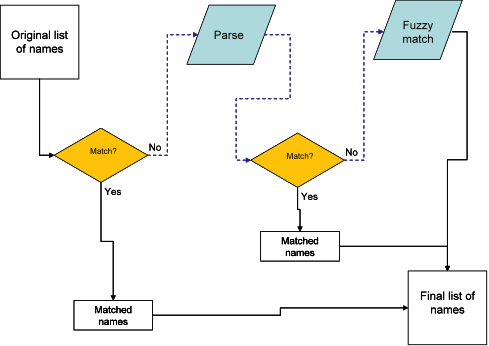 Original list
of names
Parse
Fuzzy
match
Match?
No
Match?
No
Yes
Yes
Matched
names
Matched
names
Final list of
names